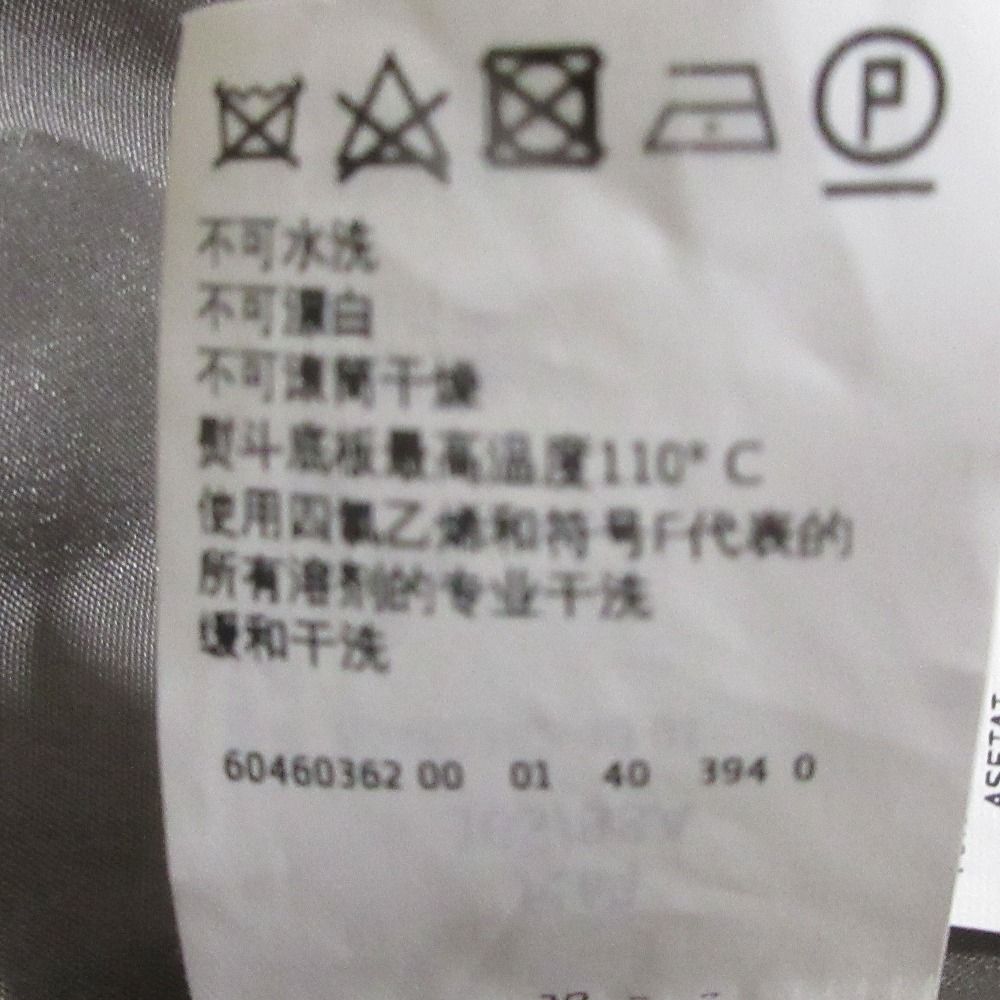 P
不可水洗
不可漂白
不可滚筒干燥
熨斗底板最高温度110° C
使用四氯乙烯和符号F代表的
所有溶剂的专业干洗
缓和干洗
60460362 00 01 40 394 0
ASETAT